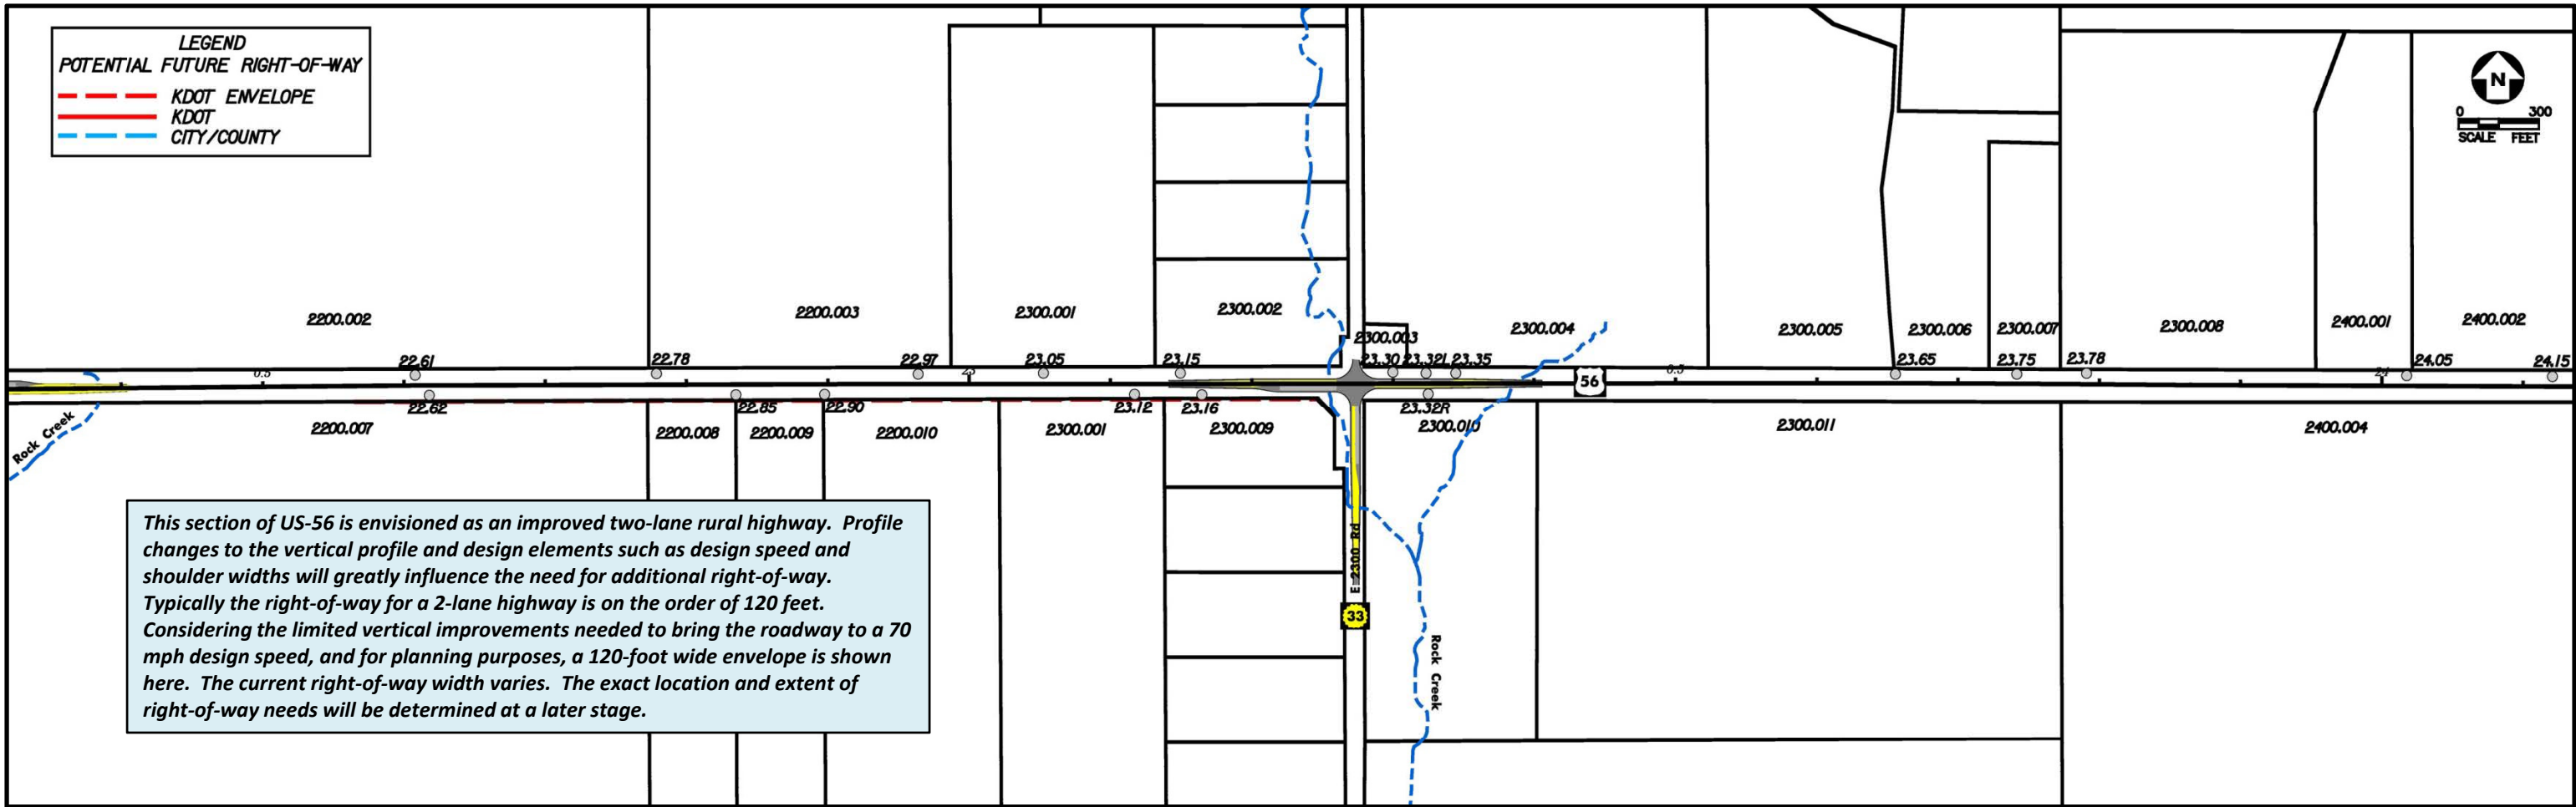 LEGEND
POTENTIAL FUTURE RIGHT-OF-WAY
KDOT ENVELOPE
KDOT
CITY/COUNTY
N
0 300
SCALE FEET
2200.002
2200.003
2300.001
2300.002
2300.003
2300.004
2300.005
2300.006
2300.007
2300.008
2400.001
2400.002
0.5
22.61
22.78
22.97
23
23.05
23.15
23.30
23.32L
23.35
0.5
23.65
23.75
23.78
24
24.05
24.15
56
22.62
22.85
22.90
23.12
23.16
23.32R
Rock Creek
2200.007
2200.008
2200.009
2200.010
2300.001
2300.009
2300.010
2300.011
2400.004
This section of US-56 is envisioned as an improved two-lane rural highway. Profile
changes to the vertical profile and design elements such as design speed and
shoulder widths will greatly influence the need for additional right-of-way.
Typically the right-of-way for a 2-lane highway is on the order of 120 feet.
Considering the limited vertical improvements needed to bring the roadway to a 70
mph design speed, and for planning purposes, a 120-foot wide envelope is shown
here. The current right-of-way width varies. The exact location and extent of
right-of-way needs will be determined at a later stage.
E 2300 Rd
33
Rock Creek